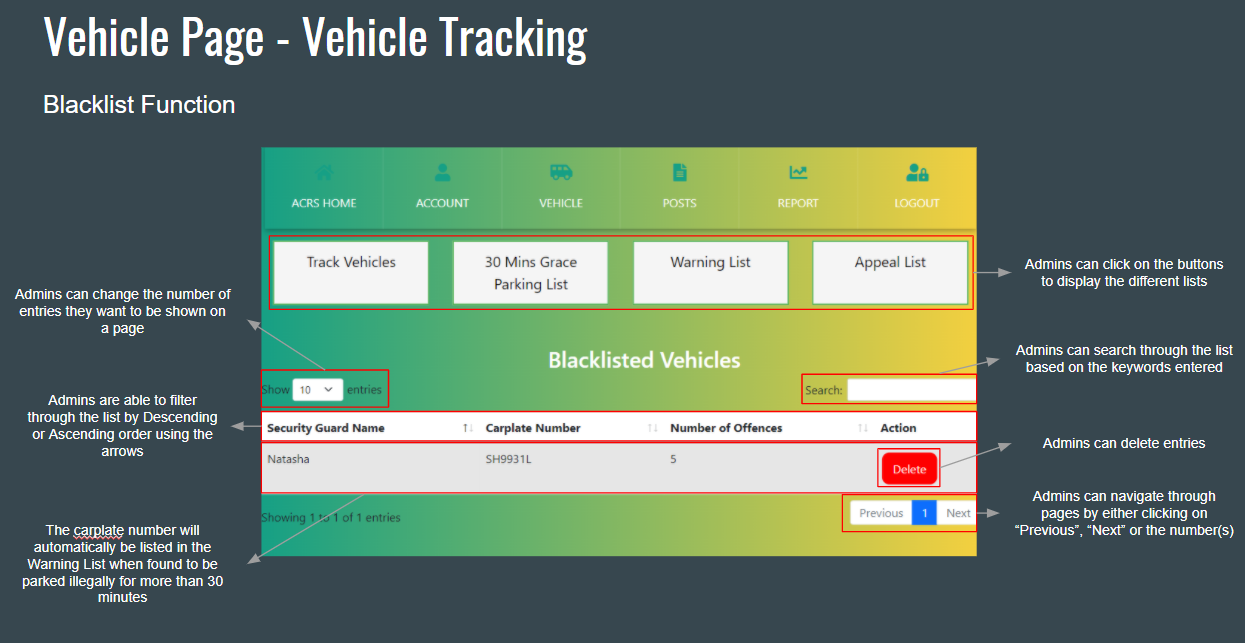 Vehicle Page - Vehicle Tracking
Blacklist Function
ACRS HOME
ACCOUNT
VEHICLE
POSTS
REPORT
LOGOUT
Track Vehicles
30 Mins Grace
Parking List
Warning List
Appeal List
Admins can click on the buttons
to display the different lists
Admins can change the number of
entries they want to be shown on
a page
Blacklisted Vehicles
Admins can search through the list
based on the keywords entered
Show 10 entries
Search:
Admins are able to filter
through the list by Descending
or Ascending order using the
arrows
Security Guard Name
Carplate Number
Number of Offences
Action
Natasha
SH9931L
5
Delete
Admins can delete entries
Showing 1 to 1 of 1 entries
Previous 1 Next
Admins can navigate through
pages by either clicking on
“Previous”, “Next” or the number(s)
The carplate number will
automatically be listed in the
Warning List when found to be
parked illegally for more than 30
minutes